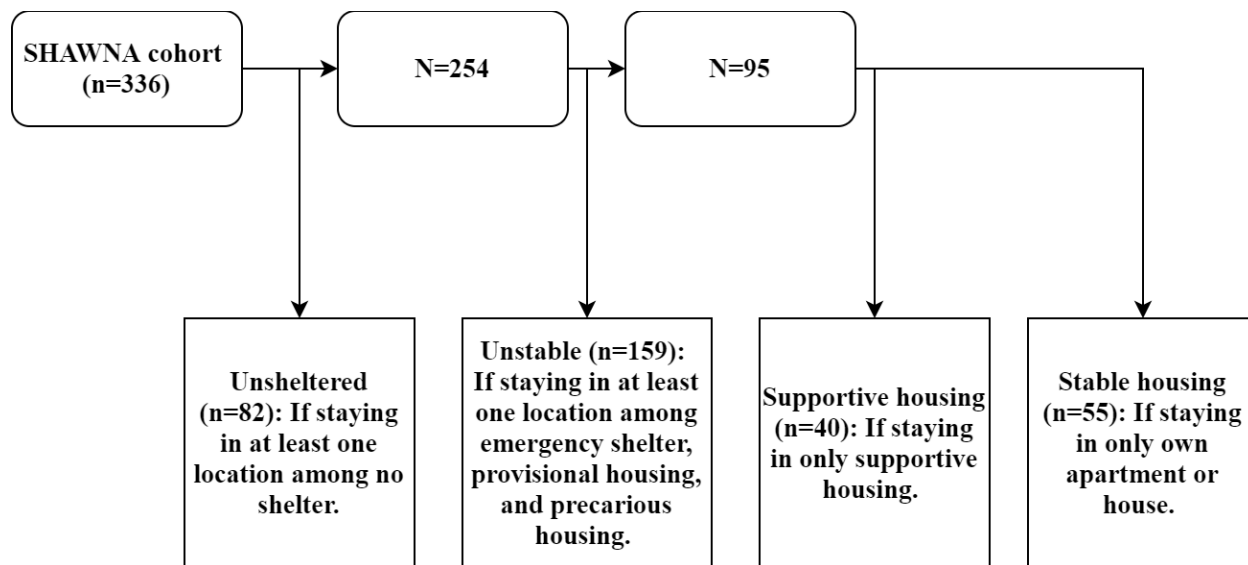 SHAWNA cohort
(n=336)
N=254
N=95
Unsheltered
(n=82): If staying
in at least one
location among no
shelter.
Unstable (n=159):
If staying in at least
one location among
emergency shelter,
provisional housing,
and precarious
housing.
Supportive housing
(n=40): If staying
in only supportive
housing.
Stable housing
(n=55): If staying
in only own
apartment or
house.